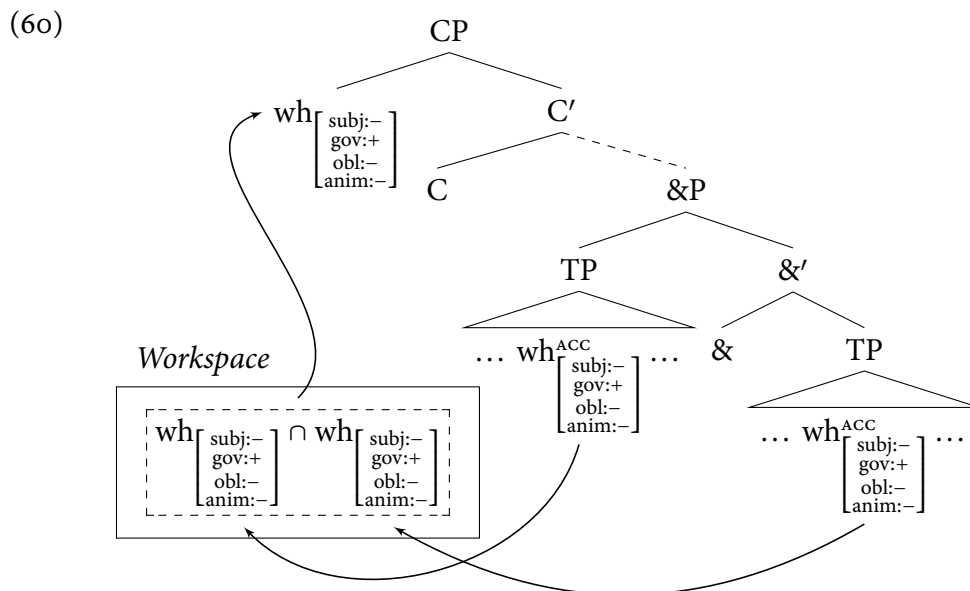 (60)
CP
wh[subj:– gov:+ obl:– anim:–]
C′
C
&P
TP
&′
… wh^ACC[subj:– gov:+ obl:– anim:–] …
&
TP
… wh^ACC[subj:– gov:+ obl:– anim:–] …
Workspace
wh[subj:– gov:+ obl:– anim:–] ∩ wh[subj:– gov:+ obl:– anim:–]